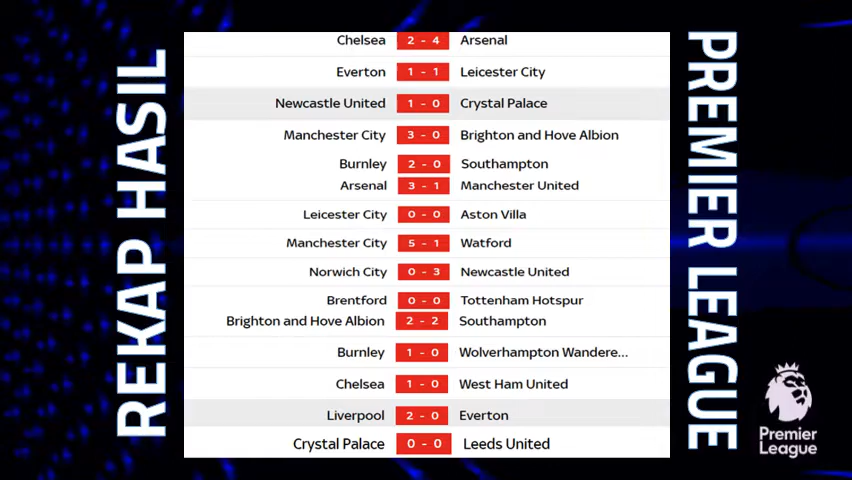 REKAP HASIL
Chelsea 2 - 4 Arsenal
Everton 1 - 1 Leicester City
Newcastle United 1 - 0 Crystal Palace
Manchester City 3 - 0 Brighton and Hove Albion
Burnley 2 - 0 Southampton
Arsenal 3 - 1 Manchester United
Leicester City 0 - 0 Aston Villa
Manchester City 5 - 1 Watford
Norwich City 0 - 3 Newcastle United
Brentford 0 - 0 Tottenham Hotspur
Brighton and Hove Albion 2 - 2 Southampton
Burnley 1 - 0 Wolverhampton Wandere...
Chelsea 1 - 0 West Ham United
Liverpool 2 - 0 Everton
Crystal Palace 0 - 0 Leeds United
PREMIER LEAGUE
Premier
League